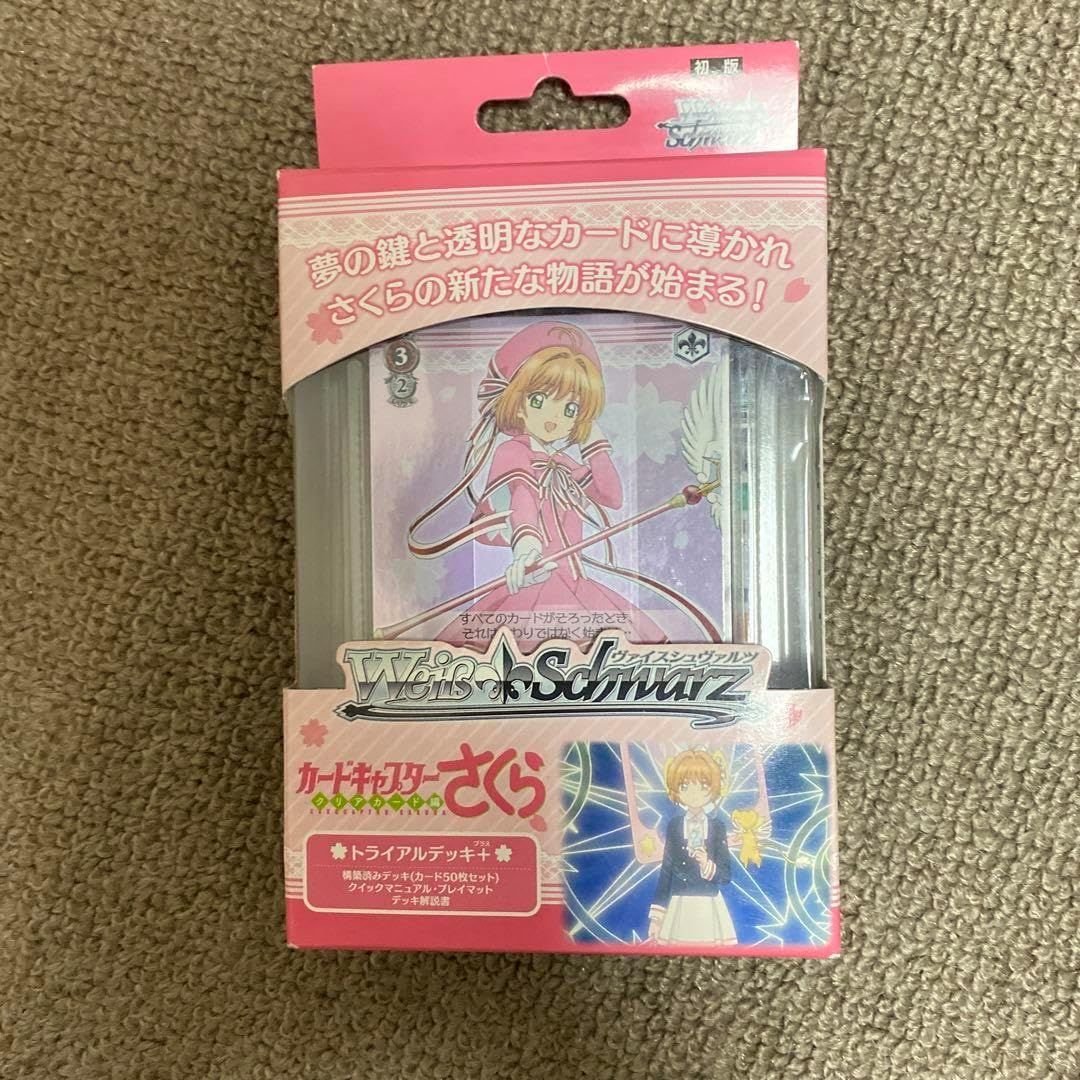 初版
Weiß Schwarz
夢の鍵と透明なカードに導かれ
さくらの新たな物語が始まる！
3
2
すべてのカードがそろったとき、
それは
ヴァイスシュヴァルツ
Weiß Schwarz
カードキャプターさくら
クリアカード編
CARDCAPTOR SAKURA
プラス
トライアルデッキ＋
構築済みデッキ(カード50枚セット)
クイックマニュアル・プレイマット
デッキ解説書